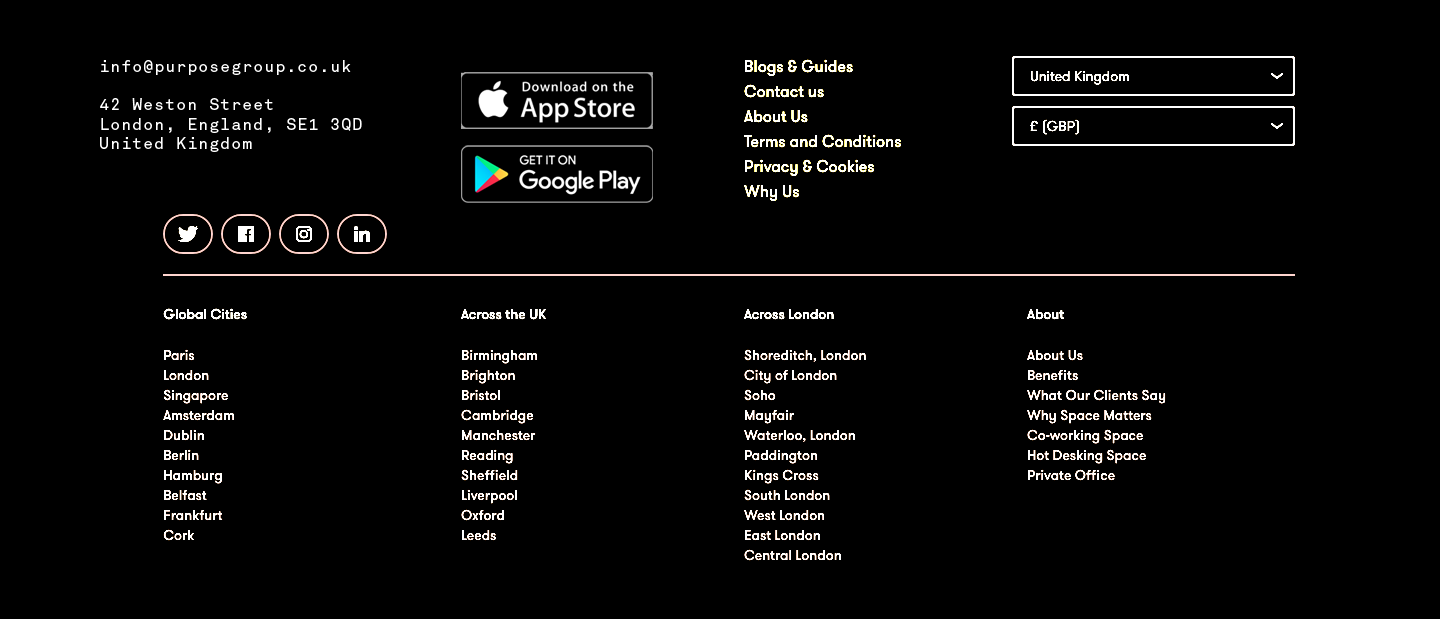 info@purposegroup.co.uk
42 Weston Street
London, England, SE1 3QD
United Kingdom
Download on the
App Store
GET IT ON
Google Play
Blogs & Guides
Contact us
About Us
Terms and Conditions
Privacy & Cookies
Why Us
United Kingdom
£ (GBP)
Global Cities
Paris
London
Singapore
Amsterdam
Dublin
Berlin
Hamburg
Belfast
Frankfurt
Cork
Across the UK
Birmingham
Brighton
Bristol
Cambridge
Manchester
Reading
Sheffield
Liverpool
Oxford
Leeds
Across London
Shoreditch, London
City of London
Soho
Mayfair
Waterloo, London
Paddington
Kings Cross
South London
West London
East London
Central London
About
About Us
Benefits
What Our Clients Say
Why Space Matters
Co-working Space
Hot Desking Space
Private Office